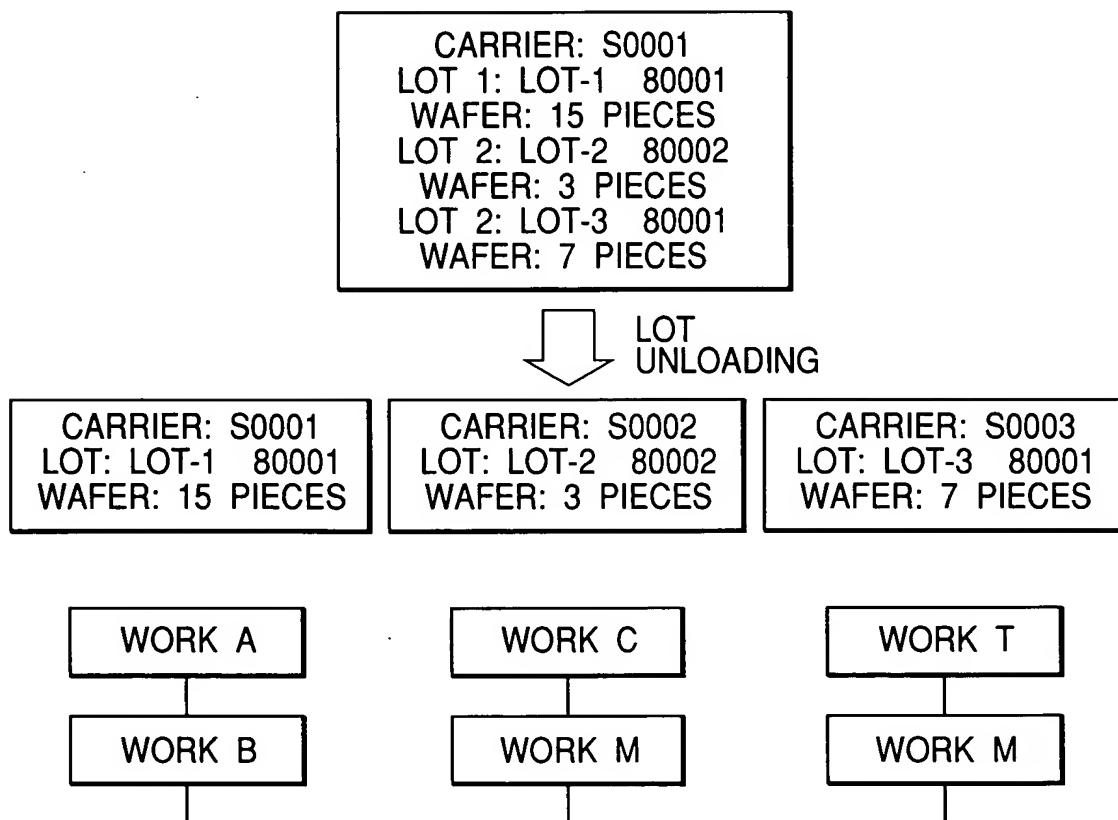 CARRIER: S0001
LOT 1: LOT-1 80001
WAFER: 15 PIECES
LOT 2: LOT-2 80002
WAFER: 3 PIECES
LOT 2: LOT-3 80001
WAFER: 7 PIECES
LOT
UNLOADING
CARRIER: S0001
LOT: LOT-1 80001
WAFER: 15 PIECES
CARRIER: S0002
LOT: LOT-2 80002
WAFER: 3 PIECES
CARRIER: S0003
LOT: LOT-3 80001
WAFER: 7 PIECES
WORK A
WORK C
WORK T
WORK B
WORK M
WORK M